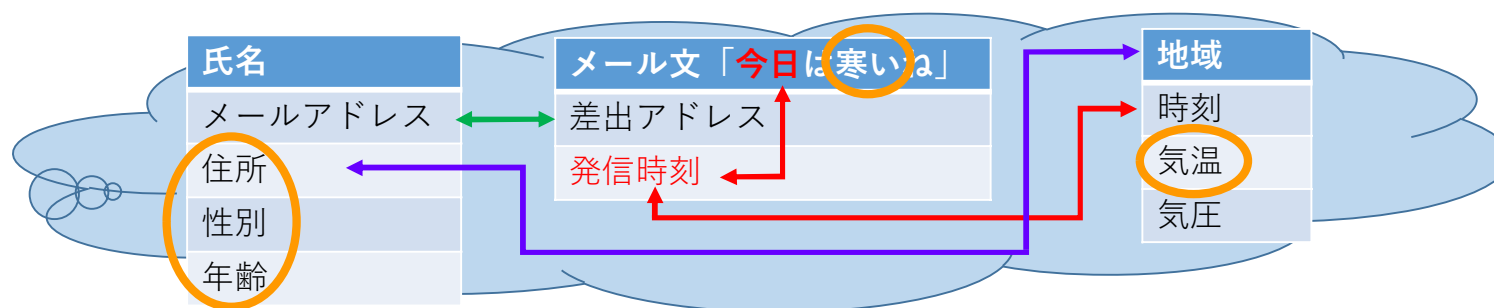 氏名
メールアドレス
住所
性別
年齢
メール文「今日は寒いね」
差出アドレス
発信時刻
地域
時刻
気温
気圧